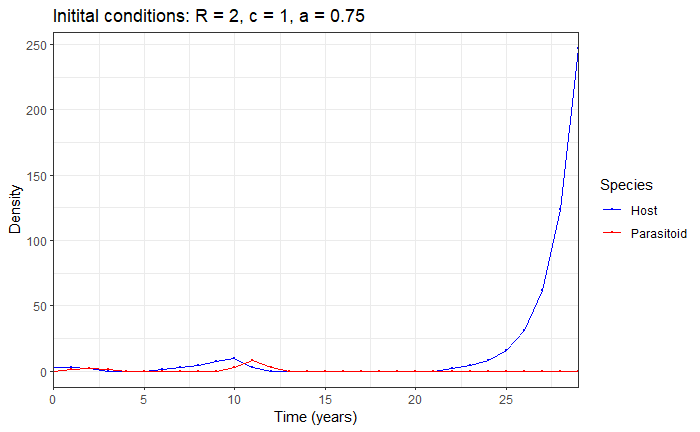 Initital conditions: R = 2, c = 1, a = 0.75
250
200
150
100
50
0
Density
0 5 10 15 20 25
Time (years)
Species
Host
Parasitoid